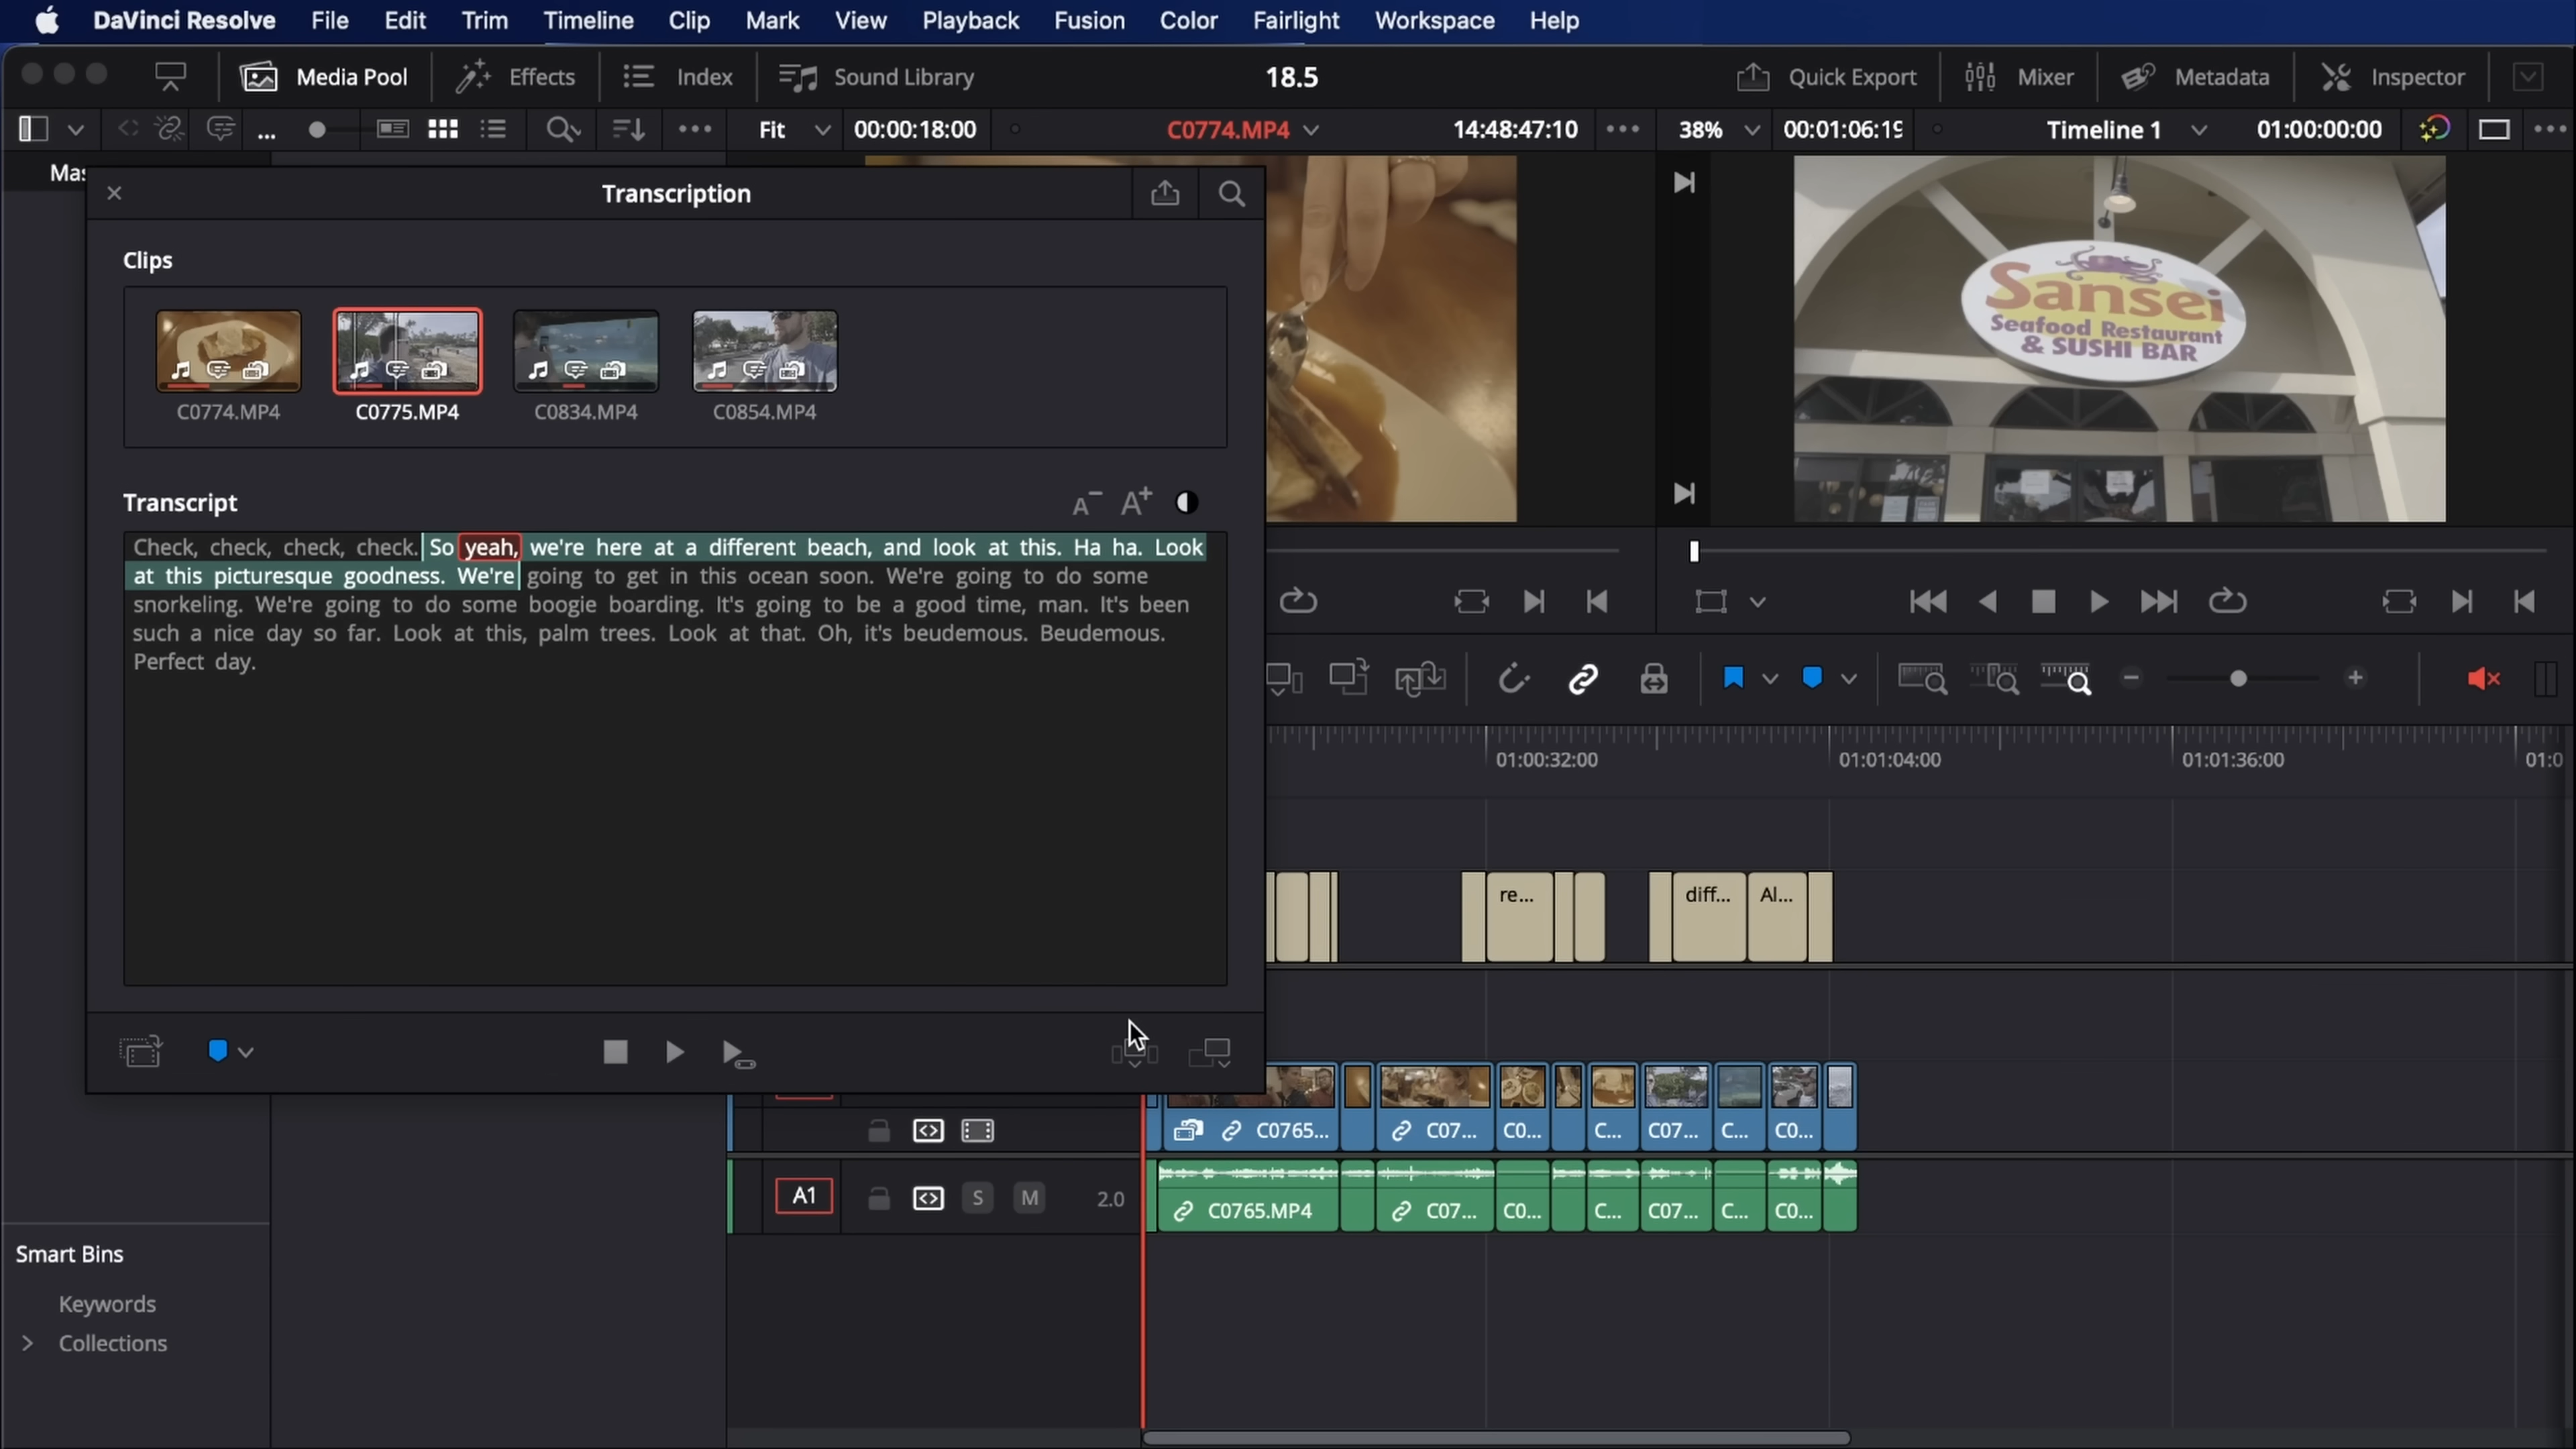 DaVinci Resolve File Edit Trim Timeline Clip Mark View Playback Fusion Color Fairlight Workspace Help
Media Pool Effects Index Sound Library 18.5 Quick Export Mixer Metadata Inspector
... Fit 00:00:18:00 C0774.MP4 14:48:47:10 38% 00:01:06:19 Timeline 1 01:00:00:00
Mas
Transcription
Clips
C0774.MP4 C0775.MP4 C0834.MP4 C0854.MP4
Sansei
Seafood Restaurant
& SUSHI BAR
Transcript A- A+
Check, check, check, check. So yeah, we're here at a different beach, and look at this. Ha ha. Look
at this picturesque goodness. We're going to get in this ocean soon. We're going to do some
snorkeling. We're going to do some boogie boarding. It's going to be a good time, man. It's been
such a nice day so far. Look at this, palm trees. Look at that. Oh, it's beudemous. Beudemous.
Perfect day.
01:00:32:00 01:01:04:00 01:01:36:00 01:0
re... diff... Al...
C0765... C07... C0... C... C07... C... C0...
A1 S M 2.0
C0765.MP4 C07... C0... C... C07... C... C0...
Smart Bins
Keywords
Collections